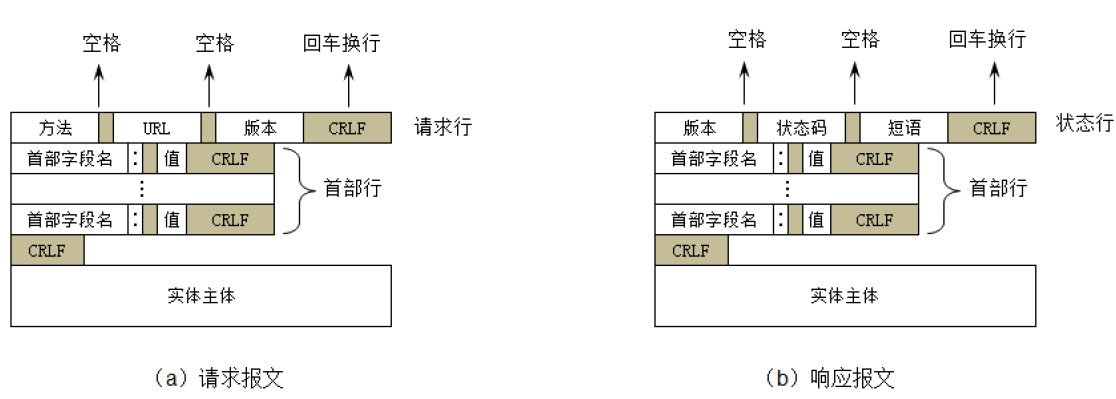 空格 空格 回车换行
方法 URL 版本 CRLF 请求行
首部字段名 : 值 CRLF
⋮ 首部行
首部字段名 : 值 CRLF
CRLF
实体主体
（a）请求报文
空格 空格 回车换行
版本 状态码 短语 CRLF 状态行
首部字段名 : 值 CRLF
⋮ 首部行
首部字段名 : 值 CRLF
CRLF
实体主体
（b）响应报文